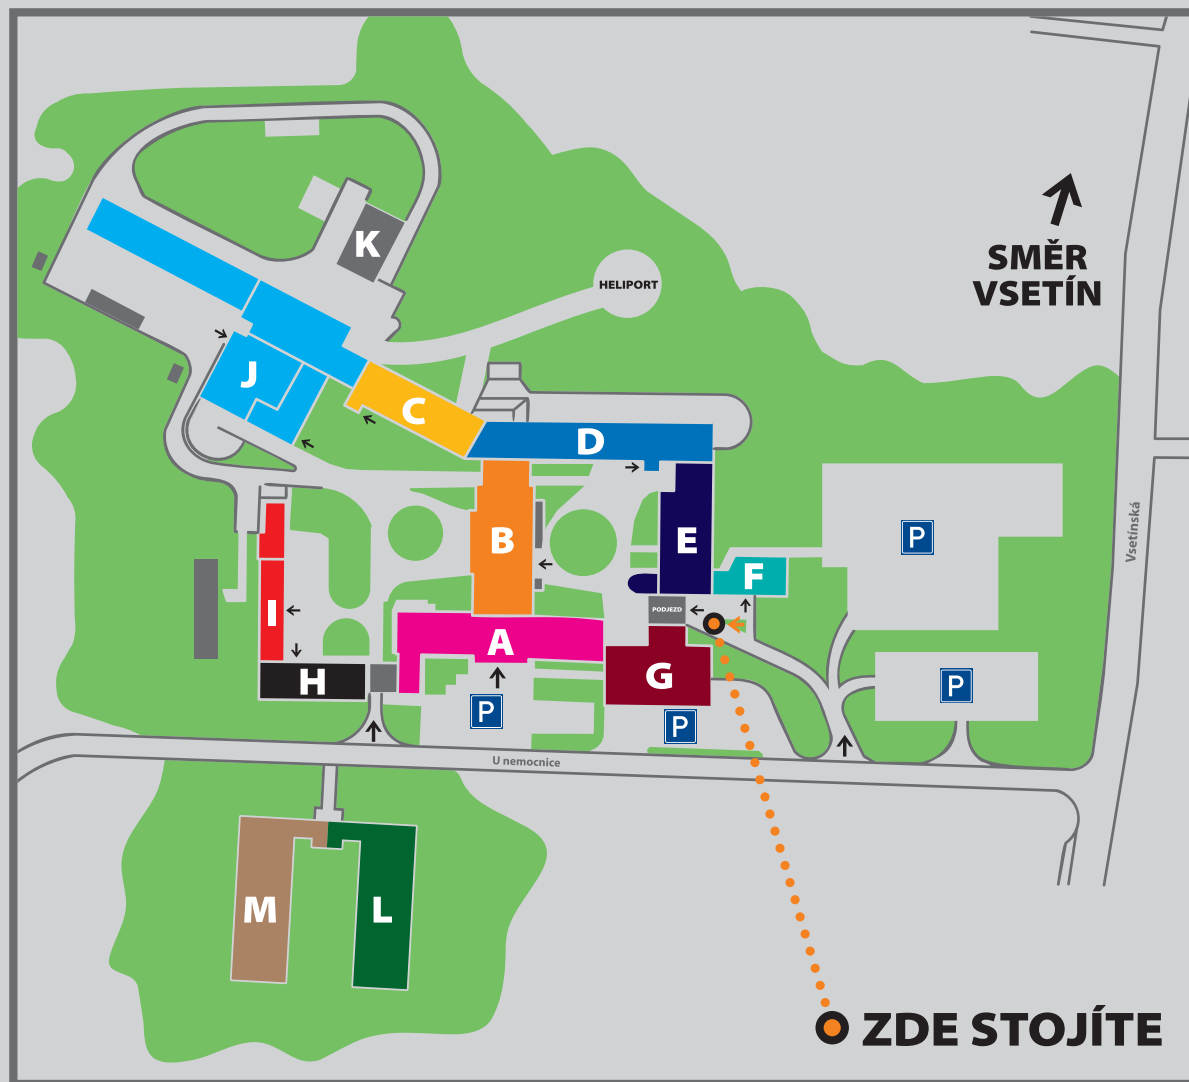 K
HELIPORT
SMĚR
VSETÍN
J
C
D
B
E
P
Vsetínská
F
I
PODJEZD
A
G
H
P
P
P
U nemocnice
M
L
ZDE STOJÍTE